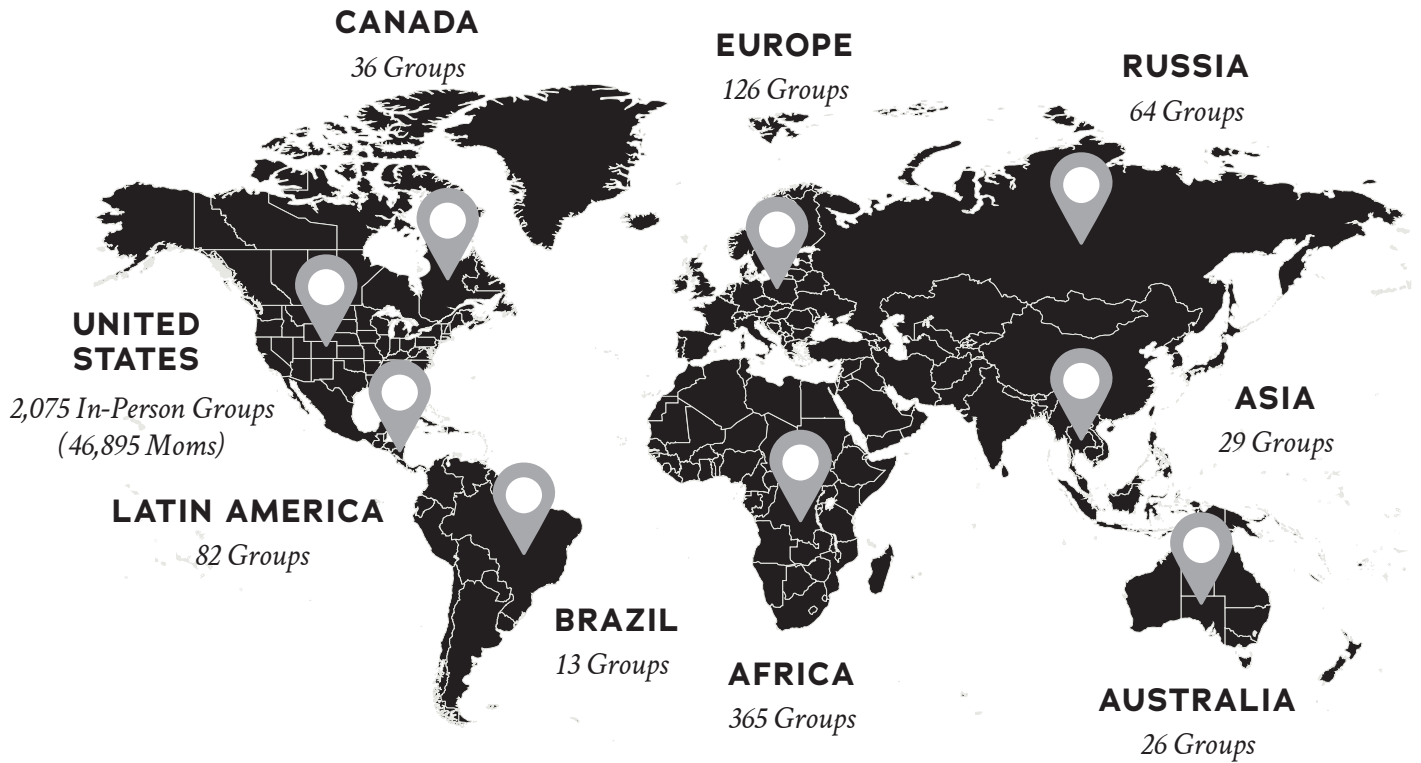 CANADA
36 Groups
EUROPE
126 Groups
RUSSIA
64 Groups
UNITED
STATES
2,075 In-Person Groups
(46,895 Moms)
ASIA
29 Groups
LATIN AMERICA
82 Groups
BRAZIL
13 Groups
AFRICA
365 Groups
AUSTRALIA
26 Groups